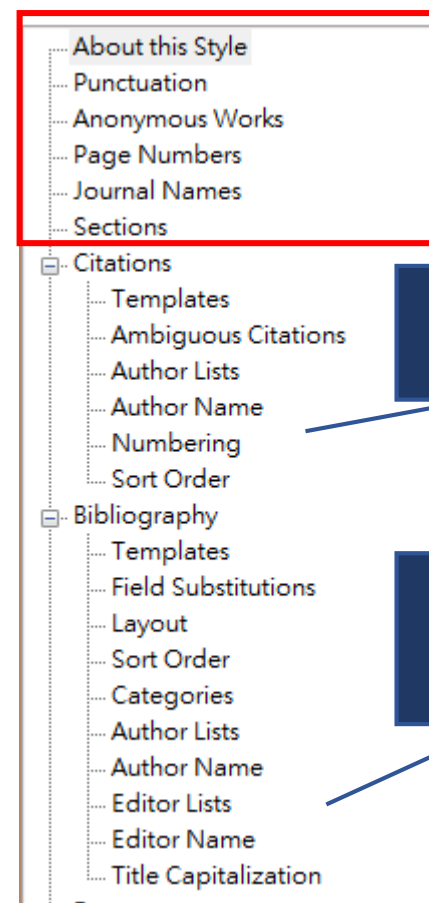 About this Style
Punctuation
Anonymous Works
Page Numbers
Journal Names
Sections
Citations
Templates
Ambiguous Citations
Author Lists
Author Name
Numbering
Sort Order
Bibliography
Templates
Field Substitutions
Layout
Sort Order
Categories
Author Lists
Author Name
Editor Lists
Editor Name
Title Capitalization